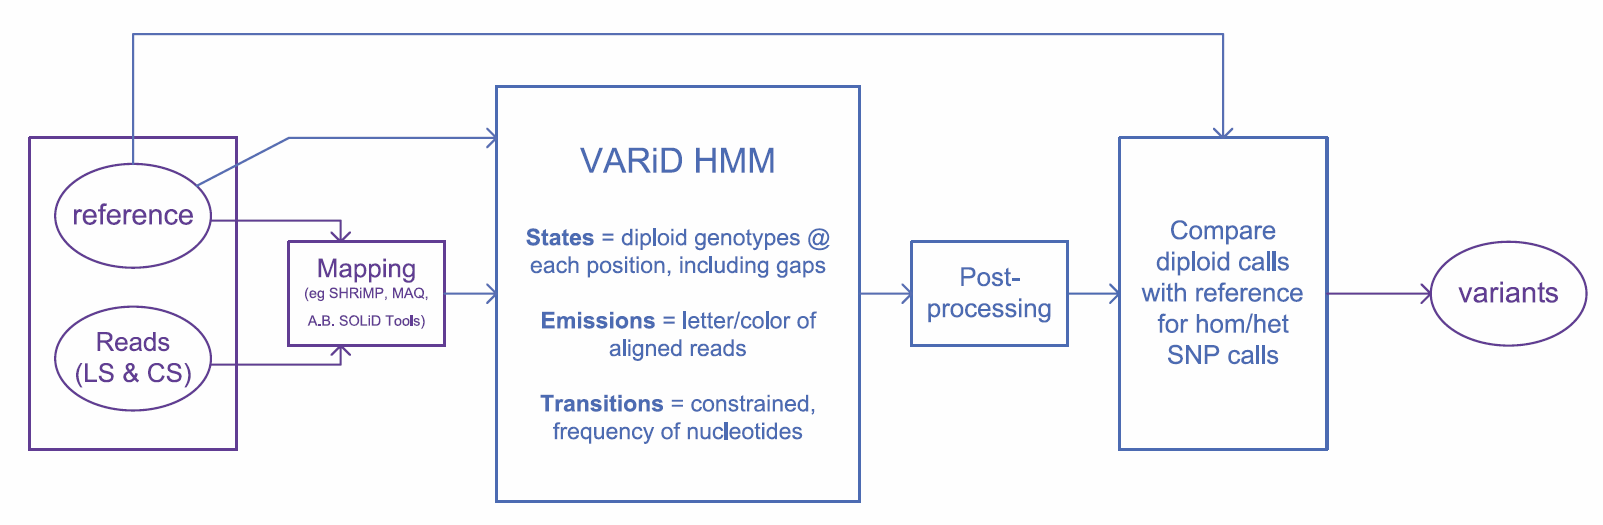 reference
Reads
(LS & CS)
Mapping
(eg SHRiMP, MAQ,
A.B. SOLiD Tools)
VARiD HMM
States = diploid genotypes @
each position, including gaps
Emissions = letter/color of
aligned reads
Transitions = constrained,
frequency of nucleotides
Post-
processing
Compare
diploid calls
with reference
for hom/het
SNP calls
variants